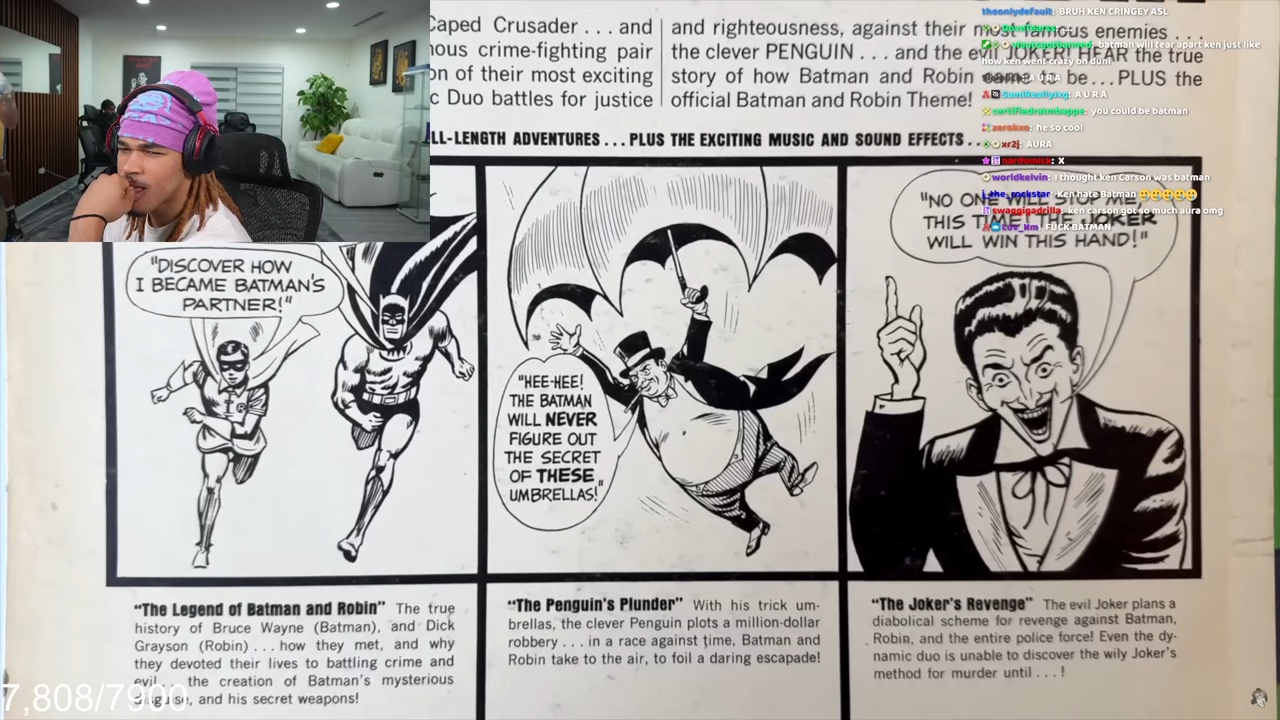 Caped Crusader . . . and
nous crime-fighting pair
on of their most exciting
c Duo battles for justice
and righteousness, against their most famous enemies . . .
the clever PENGUIN . . . and the evil JOKER! HEAR the true
story of how Batman and Robin came to be . . . PLUS the
official Batman and Robin Theme!
LL-LENGTH ADVENTURES . . . PLUS THE EXCITING MUSIC AND SOUND EFFECTS . . .
theonlydefault: BRUH KEN CRINGEY ASL
batman will tear apart ken just like
how ken went crazy on dum
A U R A
SamReallyJxg: A U R A
certifiedratmbappe: you could be batman
zerokxo: he so cool
xr2j: AURA
nardumick: X
worldkelvin: I thought ken Carson was batman
j_the_rockstar: Ken hate Batman
swaggigadrilla: ken carson got so much aura omg
Luv_Km: FUCK BATMAN
"DISCOVER HOW
I BECAME BATMAN'S
PARTNER!"
"HEE-HEE!
THE BATMAN
WILL NEVER
FIGURE OUT
THE SECRET
OF THESE
UMBRELLAS!"
"NO ONE WILL STOP ME
THIS TIME! THE JOKER
WILL WIN THIS HAND!"
"The Legend of Batman and Robin" The true
history of Bruce Wayne (Batman), and Dick
Grayson (Robin) . . . how they met, and why
they devoted their lives to battling crime and
evil . . . the creation of Batman's mysterious
disguise, and his secret weapons!
"The Penguin's Plunder" With his trick um-
brellas, the clever Penguin plots a million-dollar
robbery . . . in a race against time, Batman and
Robin take to the air, to foil a daring escapade!
"The Joker's Revenge" The evil Joker plans a
diabolical scheme for revenge against Batman,
Robin, and the entire police force! Even the dy-
namic duo is unable to discover the wily Joker's
method for murder until . . . !
7,808/7900